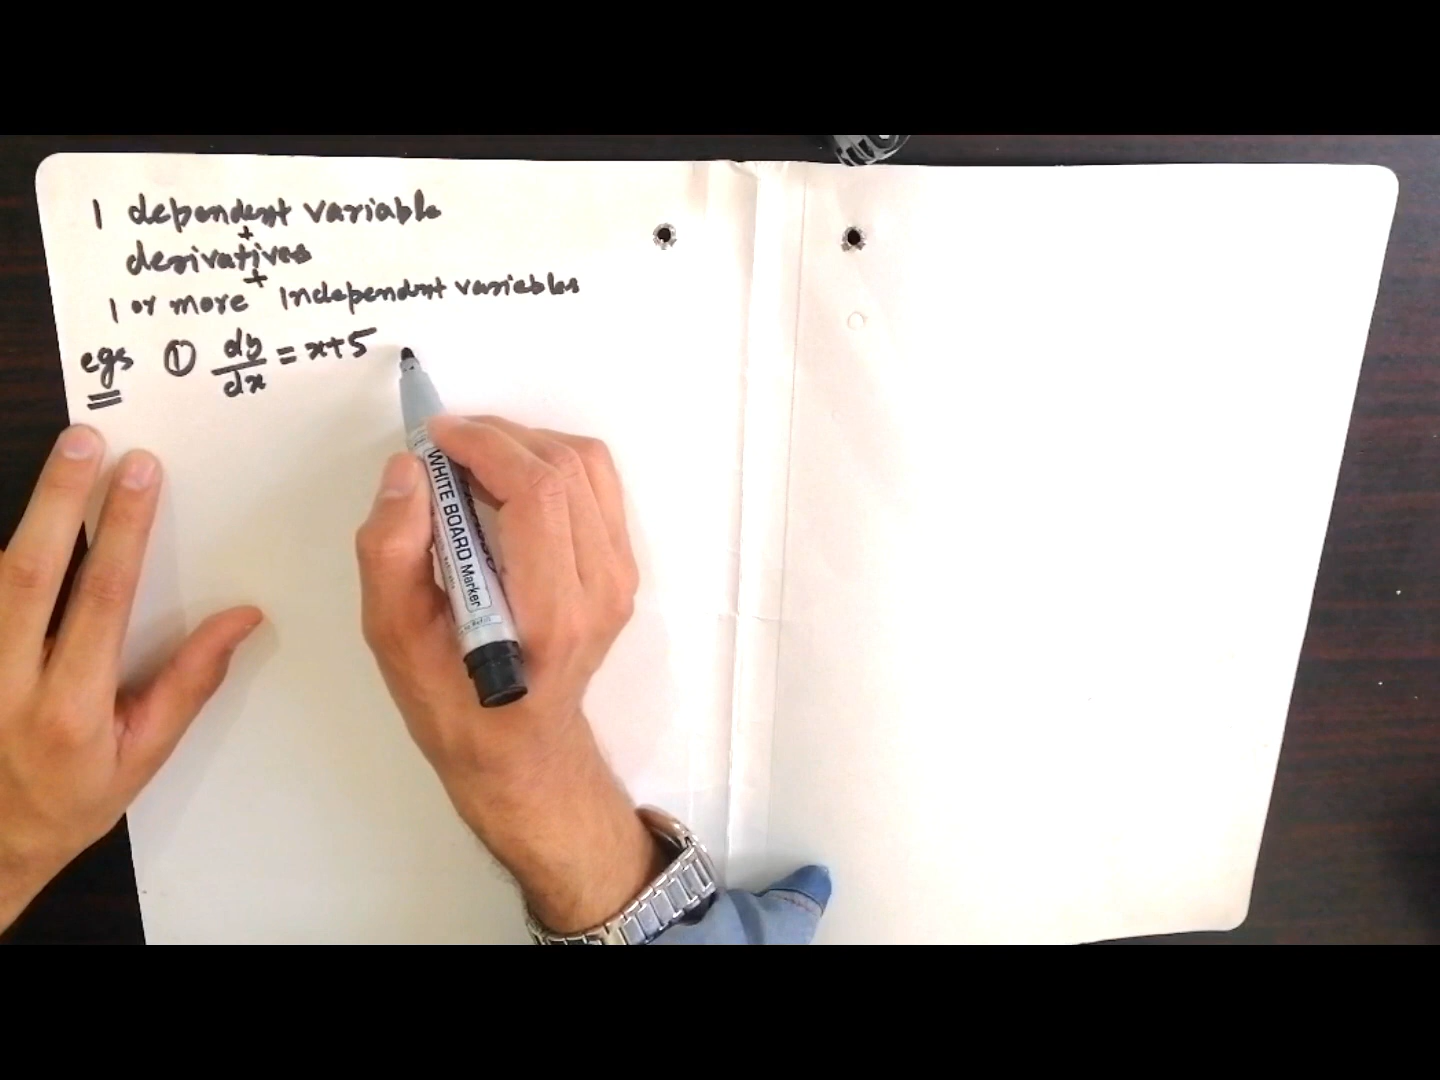 1 dependent variable
+
derivatives
+
1 or more Independent variables
egs ① dy/dx = x+5
WHITE BOARD Marker